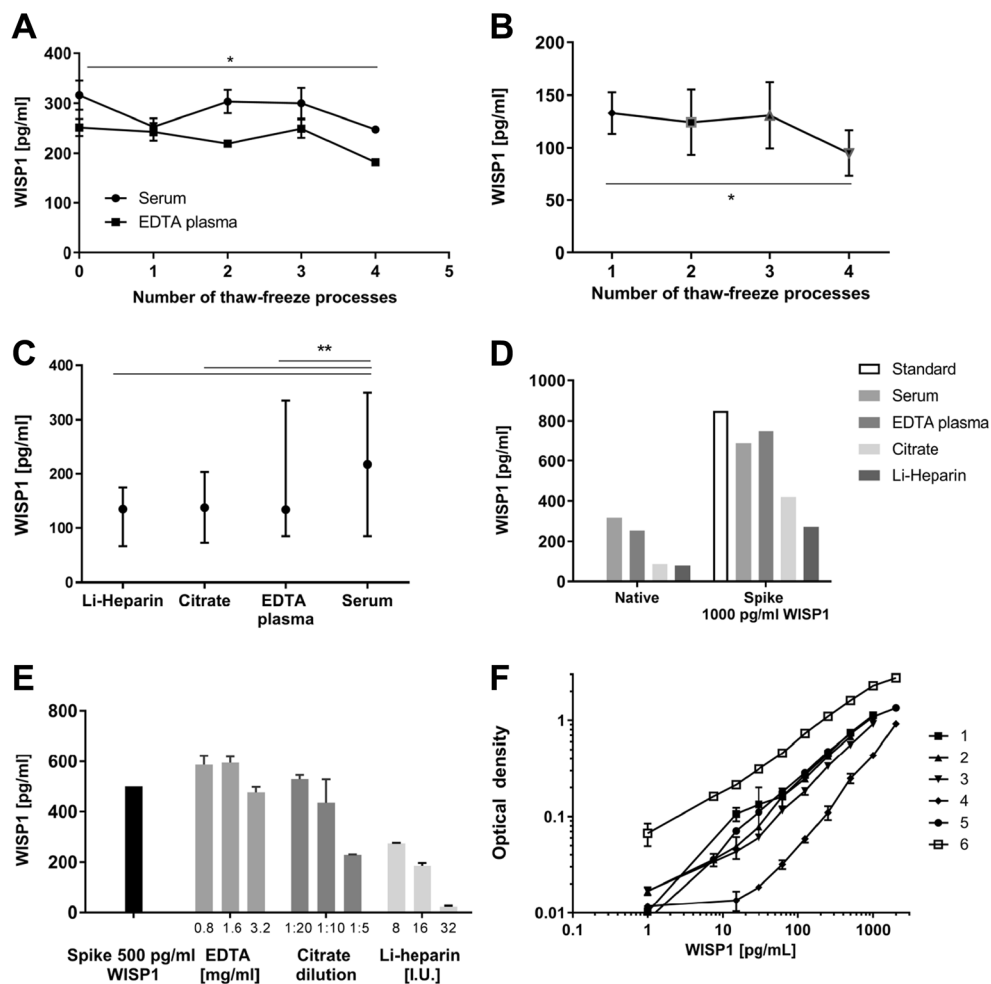 A
400
300
200
100
0
WISP1 [pg/ml]
*
Serum
EDTA plasma
0 1 2 3 4 5
Number of thaw-freeze processes
B
200
150
100
50
0
WISP1 [pg/ml]
*
1 2 3 4
Number of thaw-freeze processes
C
400
300
200
100
0
WISP1 [pg/ml]
**
Li-Heparin Citrate EDTA plasma Serum
D
1000
800
600
400
200
0
WISP1 [pg/ml]
Standard
Serum
EDTA plasma
Citrate
Li-Heparin
Native Spike
1000 pg/ml WISP1
E
800
600
400
200
0
WISP1 [pg/ml]
0.8 1.6 3.2 1:20 1:10 1:5 8 16 32
Spike 500 pg/ml EDTA Citrate Li-heparin
WISP1 [mg/ml] dilution [I.U.]
F
1
0.1
0.01
Optical density
0.1 1 10 100 1000
WISP1 [pg/mL]
1
2
3
4
5
6